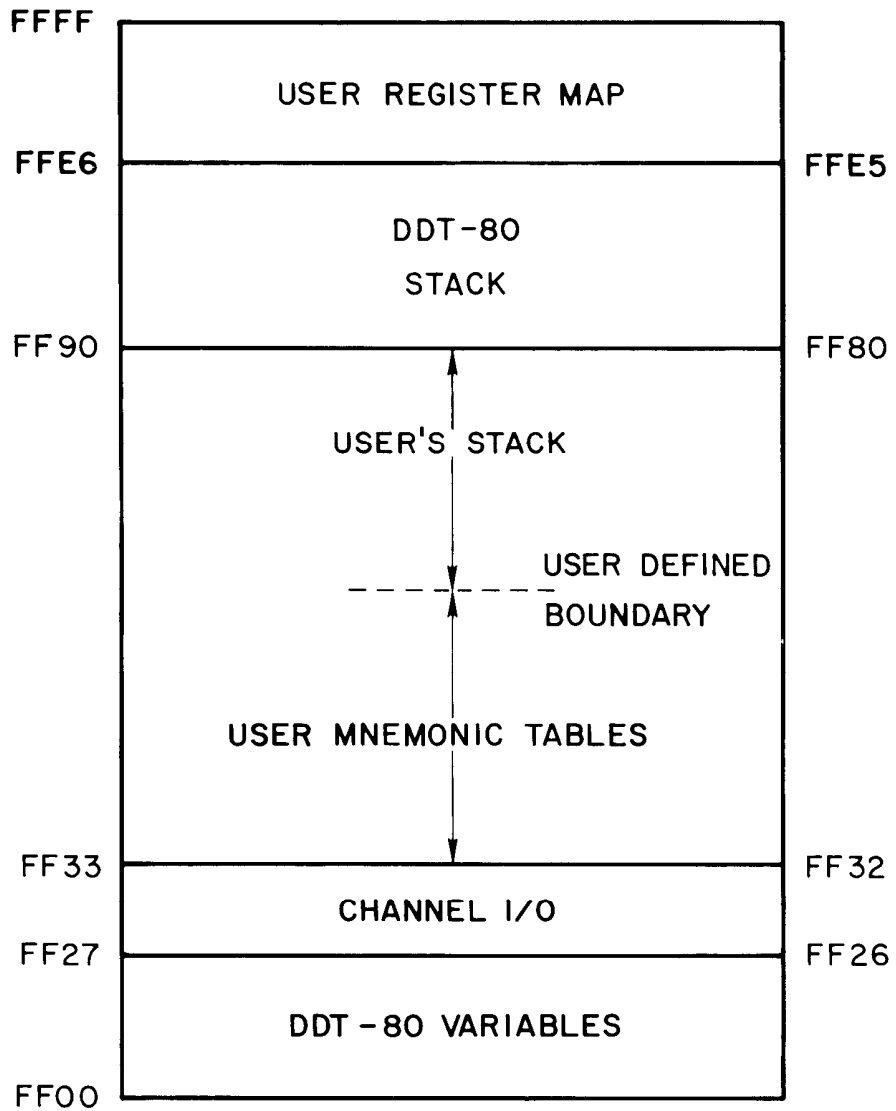 FFFF
USER REGISTER MAP
FFE6
FFE5
DDT-80
STACK
FF90
FF80
USER'S STACK
USER DEFINED
BOUNDARY
USER MNEMONIC TABLES
FF33
FF32
CHANNEL I/O
FF27
FF26
DDT-80 VARIABLES
FF00